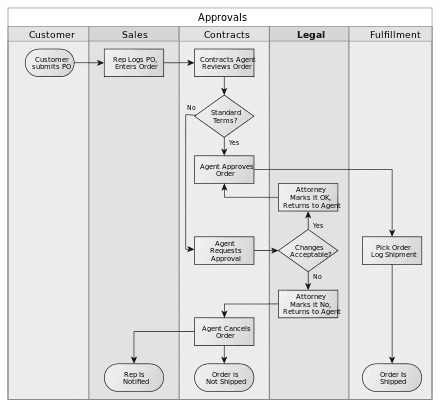 Approvals
Customer
Sales
Contracts
Legal
Fulfillment
Customer
submits PO
Rep Logs PO,
Enters Order
Contracts Agent
Reviews Order
Standard
Terms?
No
Yes
Agent Approves
Order
Attorney
Marks it OK,
Returns to Agent
Yes
Agent
Requests
Approval
Changes
Acceptable?
Pick Order
Log Shipment
No
Attorney
Marks it No,
Returns to Agent
Agent Cancels
Order
Rep Is
Notified
Order is
Not Shipped
Order Is
Shipped